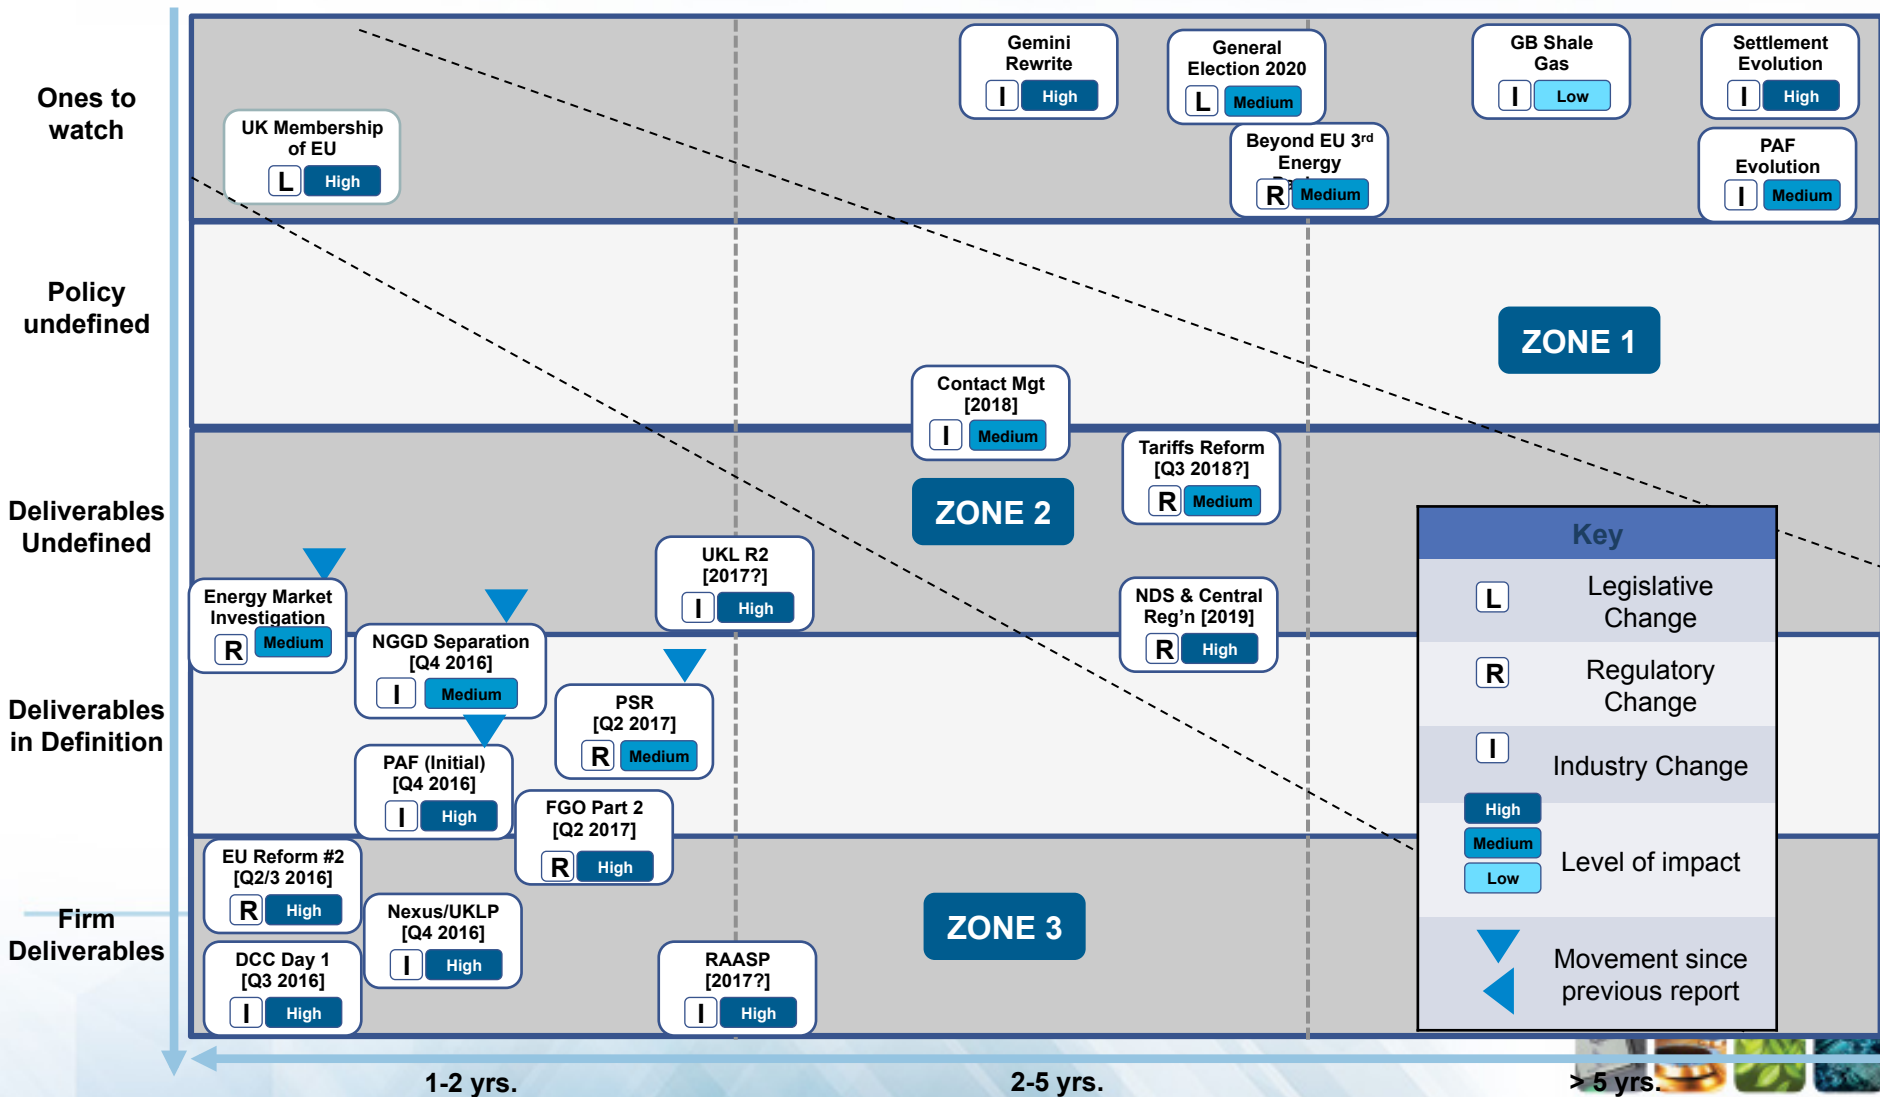 Ones to
watch
UK Membership
of EU
L
High
Gemini
Rewrite
I
High
General
Election 2020
L
Medium
Beyond EU 3rd
Energy
R
Medium
GB Shale
Gas
I
Low
Settlement
Evolution
I
High
PAF
Evolution
I
Medium
Policy
undefined
ZONE 1
Contact Mgt
[2018]
I
Medium
Deliverables
Undefined
Tariffs Reform
[Q3 2018?]
R
Medium
ZONE 2
UKL R2
[2017?]
I
High
Energy Market
Investigation
R
Medium
NDS & Central
Reg'n [2019]
R
High
NGGD Separation
[Q4 2016]
I
Medium
Deliverables
in Definition
PSR
[Q2 2017]
R
Medium
PAF (Initial)
[Q4 2016]
I
High
FGO Part 2
[Q2 2017]
R
High
Firm
Deliverables
EU Reform #2
[Q2/3 2016]
R
High
Nexus/UKLP
[Q4 2016]
I
High
DCC Day 1
[Q3 2016]
I
High
RAASP
[2017?]
I
High
ZONE 3
Key
L
Legislative
Change
R
Regulatory
Change
I
Industry Change
High
Medium
Low
Level of impact
Movement since
previous report
1-2 yrs.
2-5 yrs.
> 5 yrs.